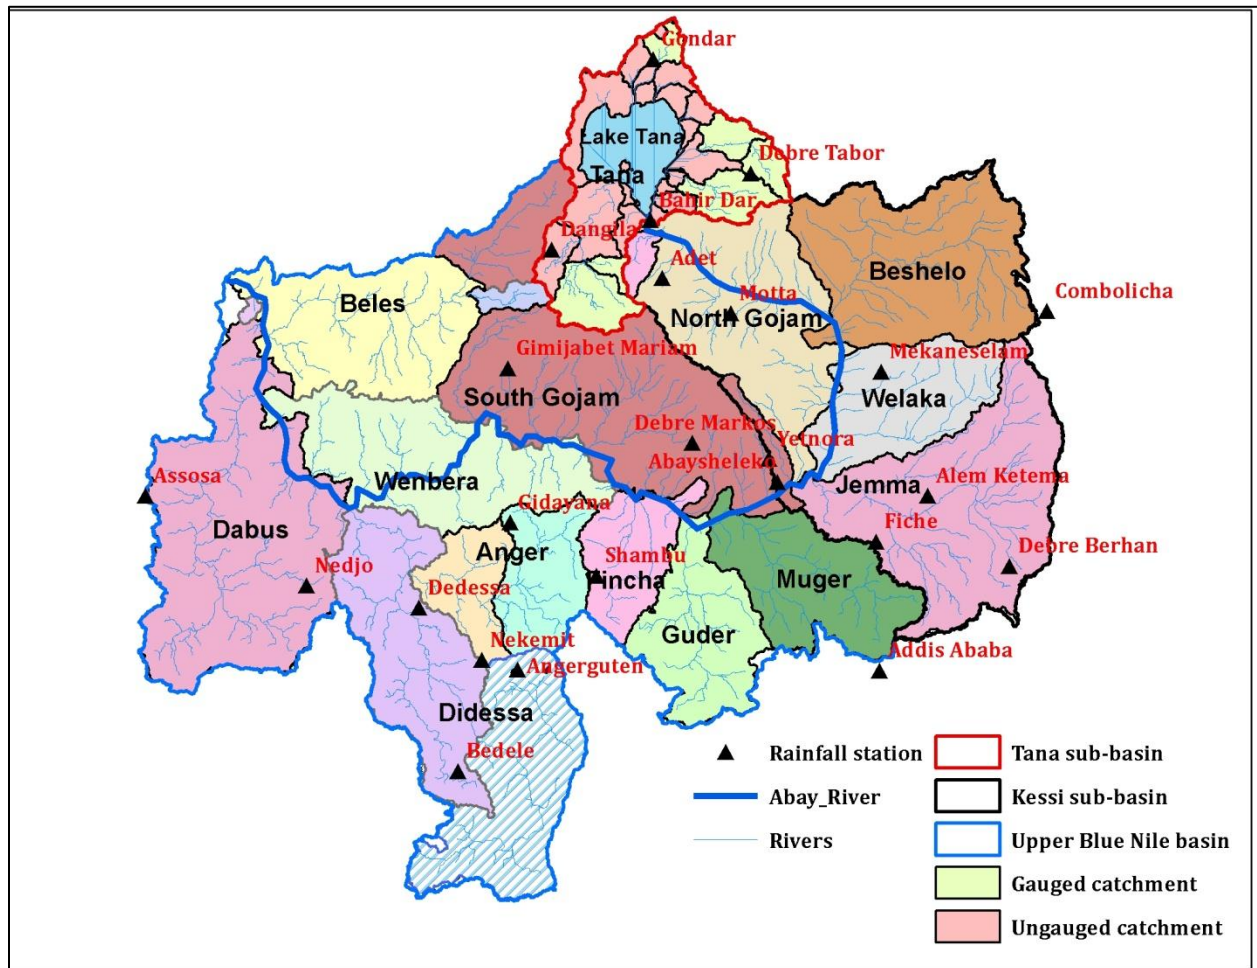 Gondar
Lake Tana
Tana
Debre Tabor
Bahir Dar
Dangila
Adet
Beshelo
Beles
Motta
North Gojam
Combolicha
Gimijabet Mariam
Mekaneselam
South Gojam
Welaka
Debre Markos
Yetnora
Abaysheleko
Wenbera
Jemma
Alem Ketema
Assosa
Gidayana
Dabus
Anger
Fiche
Shambu
Fincha
Debre Berhan
Nedjo
Dedessa
Muger
Guder
Nekemit
Angerguten
Addis Ababa
Didessa
Bedele
Rainfall station
Abay_River
Rivers
Tana sub-basin
Kessi sub-basin
Upper Blue Nile basin
Gauged catchment
Ungauged catchment